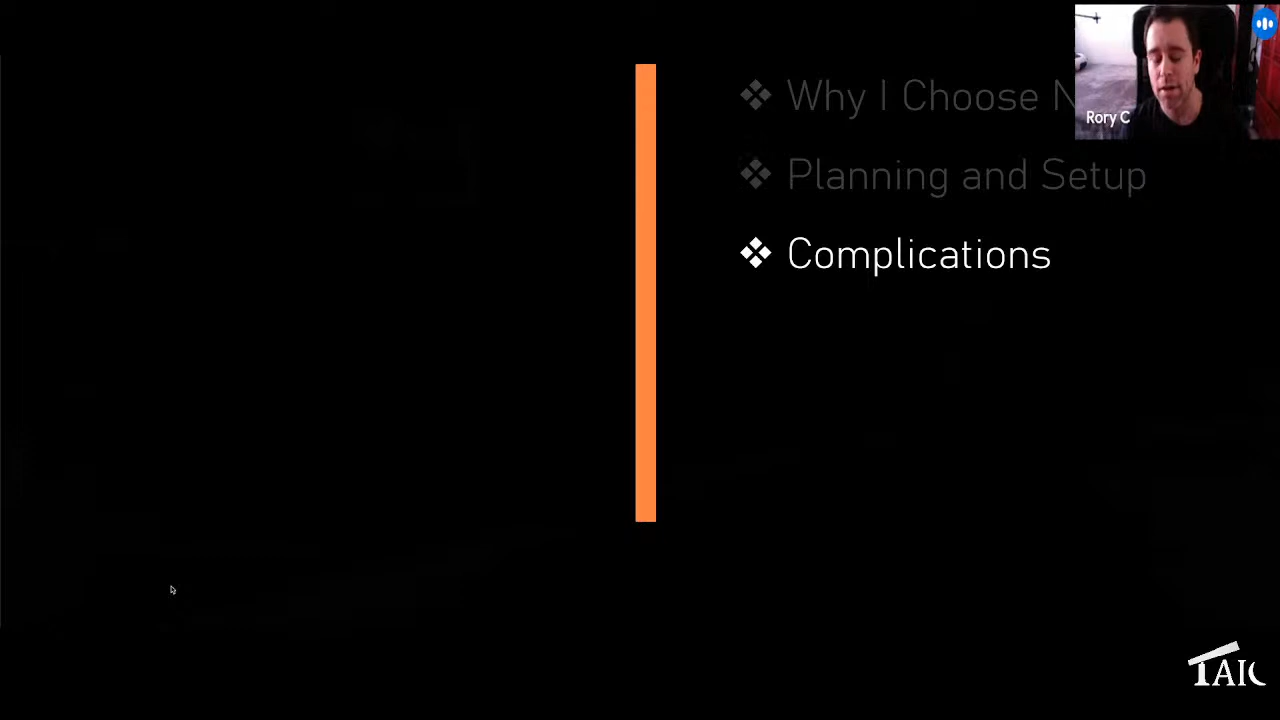 Why I Choose
Rory C
Planning and Setup
Complications
TAIC